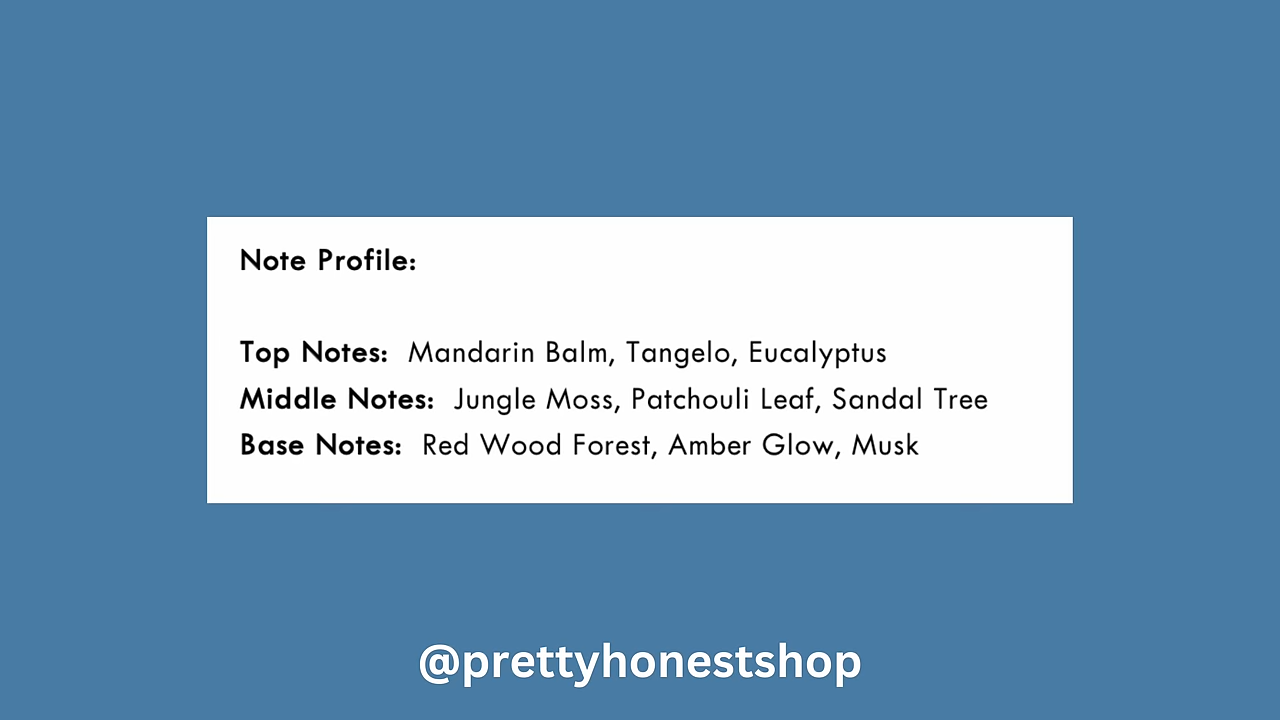 Note Profile:
Top Notes: Mandarin Balm, Tangelo, Eucalyptus
Middle Notes: Jungle Moss, Patchouli Leaf, Sandal Tree
Base Notes: Red Wood Forest, Amber Glow, Musk
@prettyhonestshop